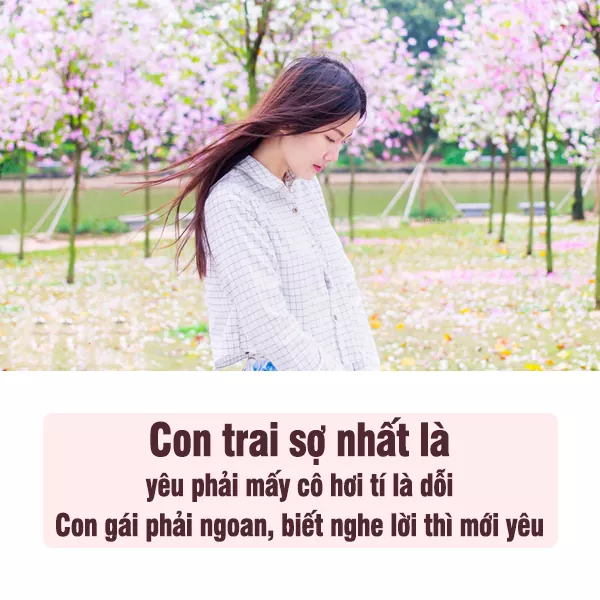 Con trai sợ nhất là
yêu phải mấy cô hơi tí là dỗi
Con gái phải ngoan, biết nghe lời thì mới yêu